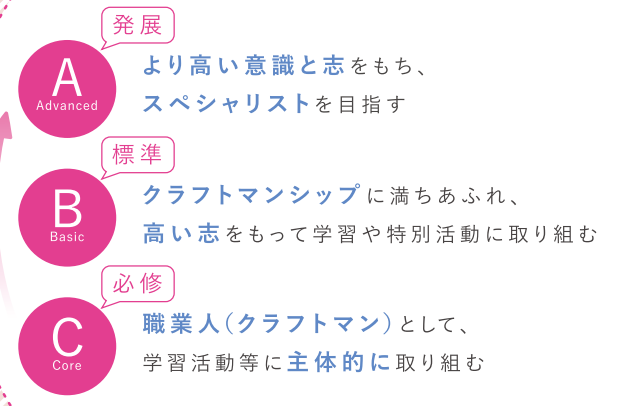 発展
A
Advanced
より高い意識と志をもち、
スペシャリストを目指す
標準
B
Basic
クラフトマンシップに満ちあふれ、
高い志をもって学習や特別活動に取り組む
必修
C
Core
職業人(クラフトマン)として、
学習活動等に主体的に取り組む